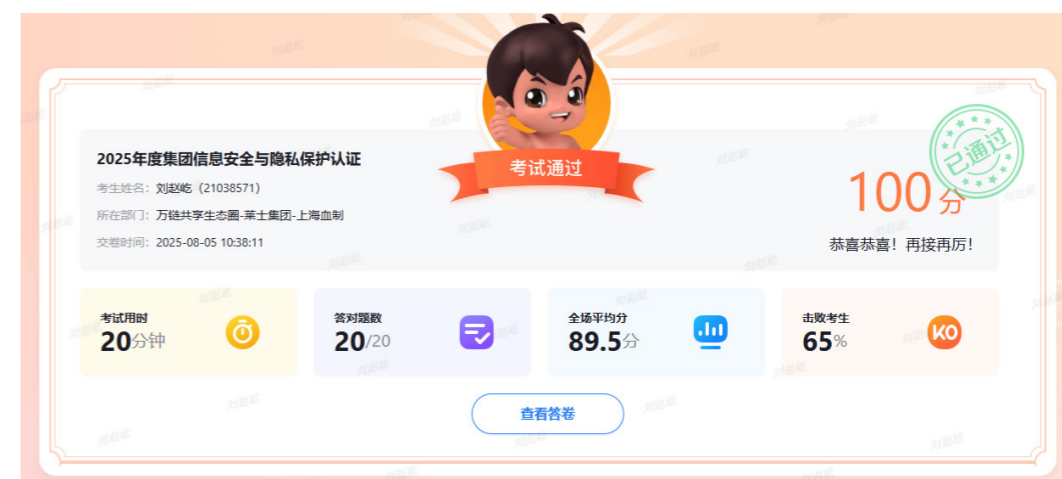 考试通过
已通过
2025年度集团信息安全与隐私保护认证
考生姓名：刘赵屹（21038571）
所在部门：万链共享生态圈-莱士集团-上海血制
交卷时间：2025-08-05 10:38:11
100分
恭喜恭喜！再接再厉！
考试用时
20分钟
答对题数
20/20
全场平均分
89.5分
击败考生
65%
KO
查看答卷